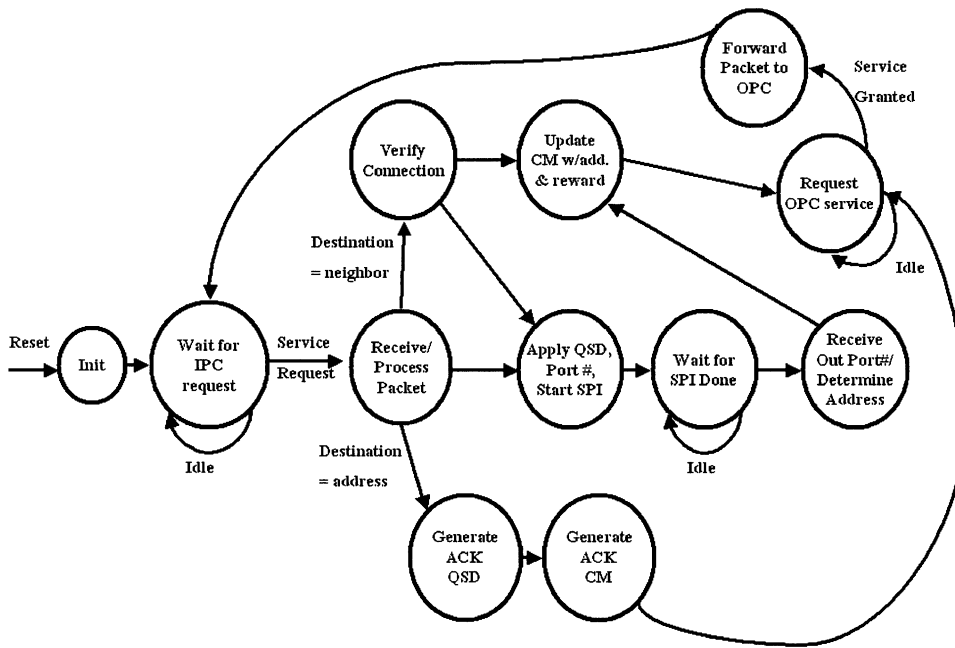 Forward
Packet to
OPC
Service
Granted
Verify
Connection
Update
CM w/add.
& reward
Request
OPC service
Idle
Destination
= neighbor
Reset
Init
Wait for
IPC
request
Idle
Service
Request
Receive/
Process
Packet
Apply QSD,
Port #,
Start SPI
Wait for
SPI Done
Idle
Receive
Out Port#/
Determine
Address
Destination
= address
Generate
ACK
QSD
Generate
ACK
CM